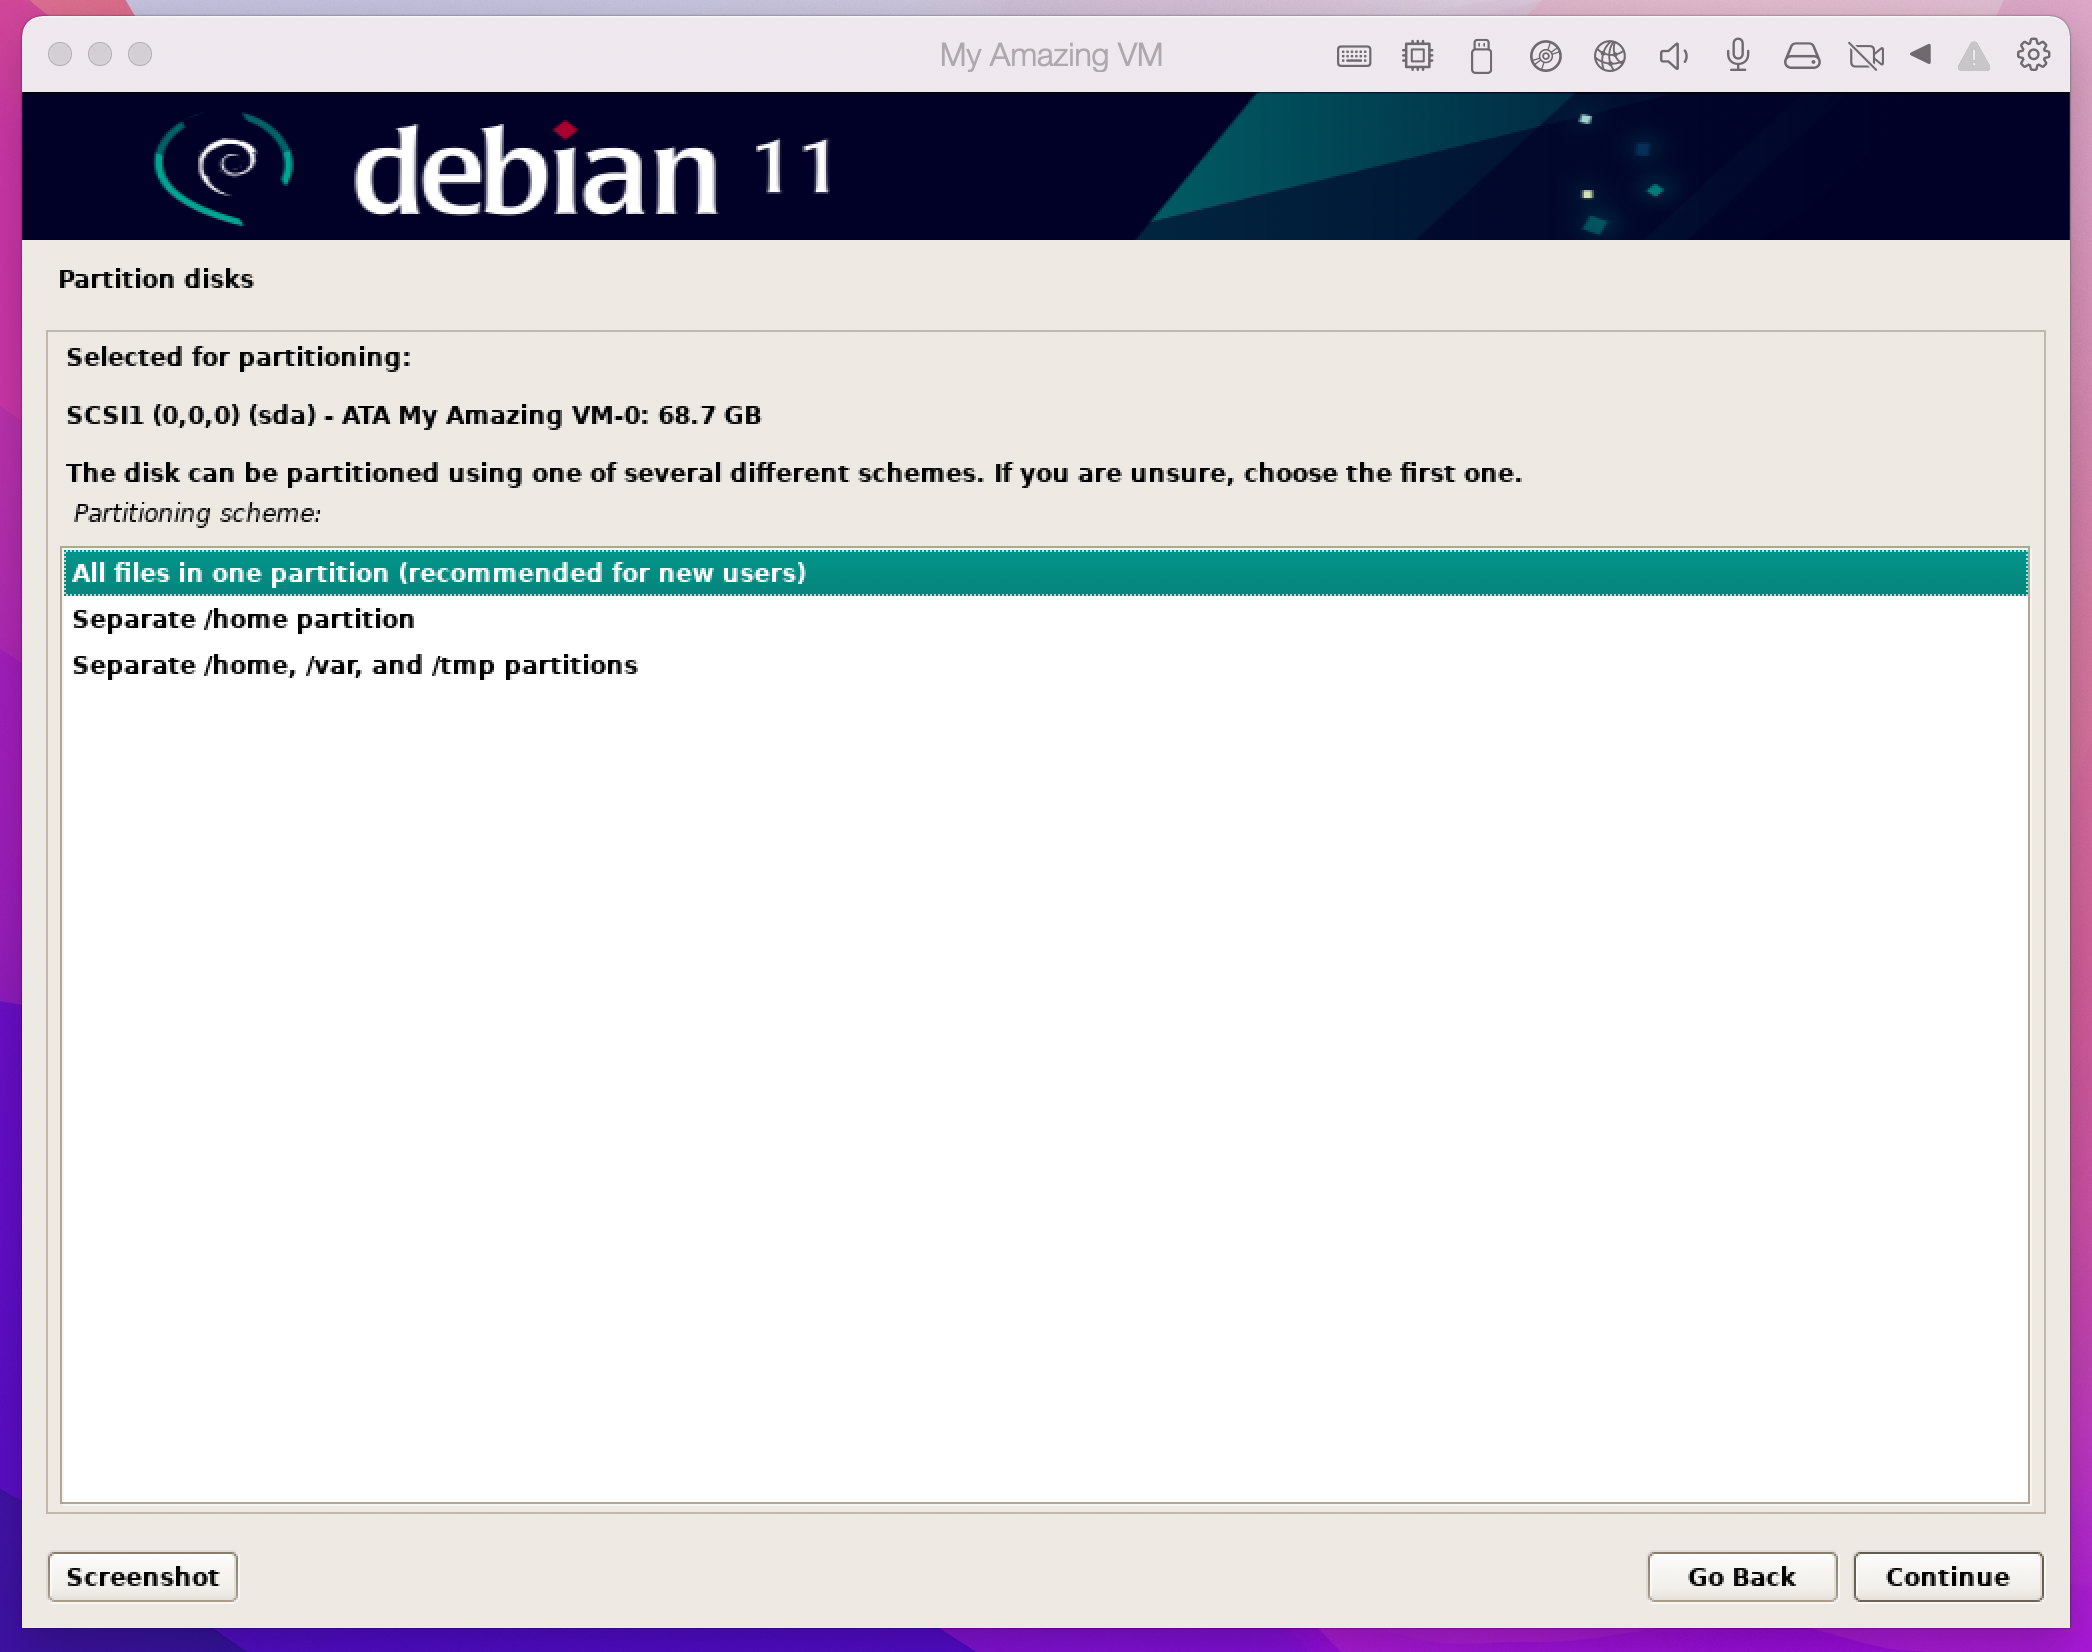 My Amazing VM
debian 11
Partition disks
Selected for partitioning:
SCSI1 (0,0,0) (sda) - ATA My Amazing VM-0: 68.7 GB
The disk can be partitioned using one of several different schemes. If you are unsure, choose the first one.
Partitioning scheme:
All files in one partition (recommended for new users)
Separate /home partition
Separate /home, /var, and /tmp partitions
Screenshot
Go Back
Continue